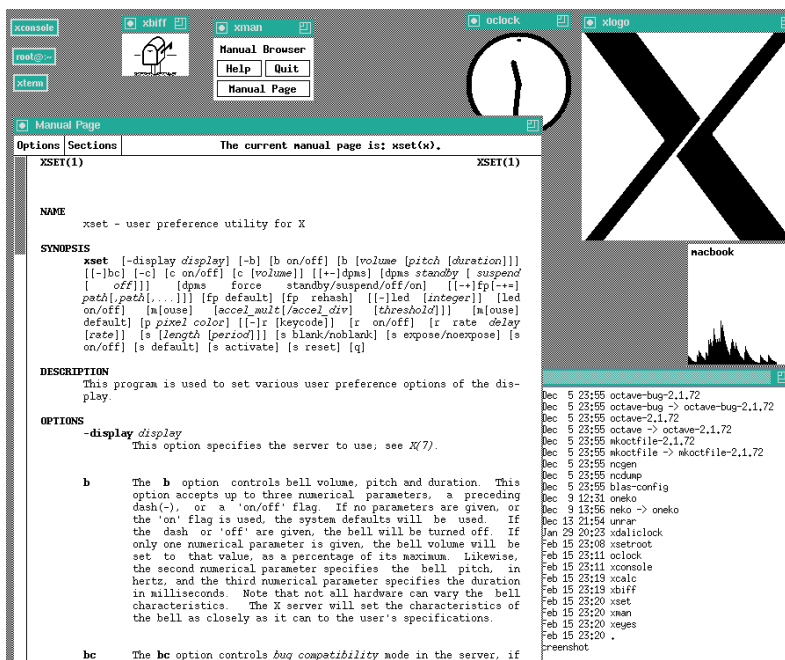 xconsole
root@:~
xterm
xbiff
xman
Manual Browser
Help Quit
Manual Page
oclock
xlogo
macbook
Manual Page
Options Sections The current manual page is: xset(x).
XSET(1) XSET(1)
NAME
xset - user preference utility for X
SYNOPSIS
xset [-display display] [-b] [b on/off] [b [volume [pitch [duration]]]
[[-]bc] [-c] [c on/off] [c [volume]] [[+-]dpms] [dpms standby [ suspend
[ off]]] [dpms force standby/suspend/off/on] [[-+]fp[-+=]
path[,path[,...]]] [fp default] [fp rehash] [[-]led [integer]] [led
on/off] [m[ouse] [accel_mult[/accel_div] [threshold]]] [m[ouse]
default] [p pixel color] [[-]r [keycode]] [r on/off] [r rate delay
[rate]] [s [length [period]]] [s blank/noblank] [s expose/noexpose] [s
on/off] [s default] [s activate] [s reset] [q]
DESCRIPTION
This program is used to set various user preference options of the dis-
play.
OPTIONS
-display display
This option specifies the server to use; see X(7).
b The b option controls bell volume, pitch and duration. This
option accepts up to three numerical parameters, a preceding
dash(-), or a 'on/off' flag. If no parameters are given, or
the 'on' flag is used, the system defaults will be used. If
the dash or 'off' are given, the bell will be turned off. If
only one numerical parameter is given, the bell volume will be
set to that value, as a percentage of its maximum. Likewise,
the second numerical parameter specifies the bell pitch, in
hertz, and the third numerical parameter specifies the duration
in milliseconds. Note that not all hardware can vary the bell
characteristics. The X server will set the characteristics of
the bell as closely as it can to the user's specifications.
bc The bc option controls bug compatibility mode in the server, if
Dec 5 23:55 octave-bug-2.1.72
Dec 5 23:55 octave-bug -> octave-bug-2.1.72
Dec 5 23:55 octave-2.1.72
Dec 5 23:55 octave -> octave-2.1.72
Dec 5 23:55 mkoctfile-2.1.72
Dec 5 23:55 mkoctfile -> mkoctfile-2.1.72
Dec 5 23:55 ncgen
Dec 5 23:55 ncdump
Dec 5 23:55 blas-config
Dec 9 12:31 oneko
Dec 9 13:56 neko -> oneko
Dec 13 21:54 unrar
Jan 29 20:23 xdaliclock
Feb 15 23:08 xsetroot
Feb 15 23:11 oclock
Feb 15 23:11 xconsole
Feb 15 23:19 xcalc
Feb 15 23:19 xbiff
Feb 15 23:20 xset
Feb 15 23:20 xman
Feb 15 23:20 xeyes
Feb 15 23:20 .
creenshot